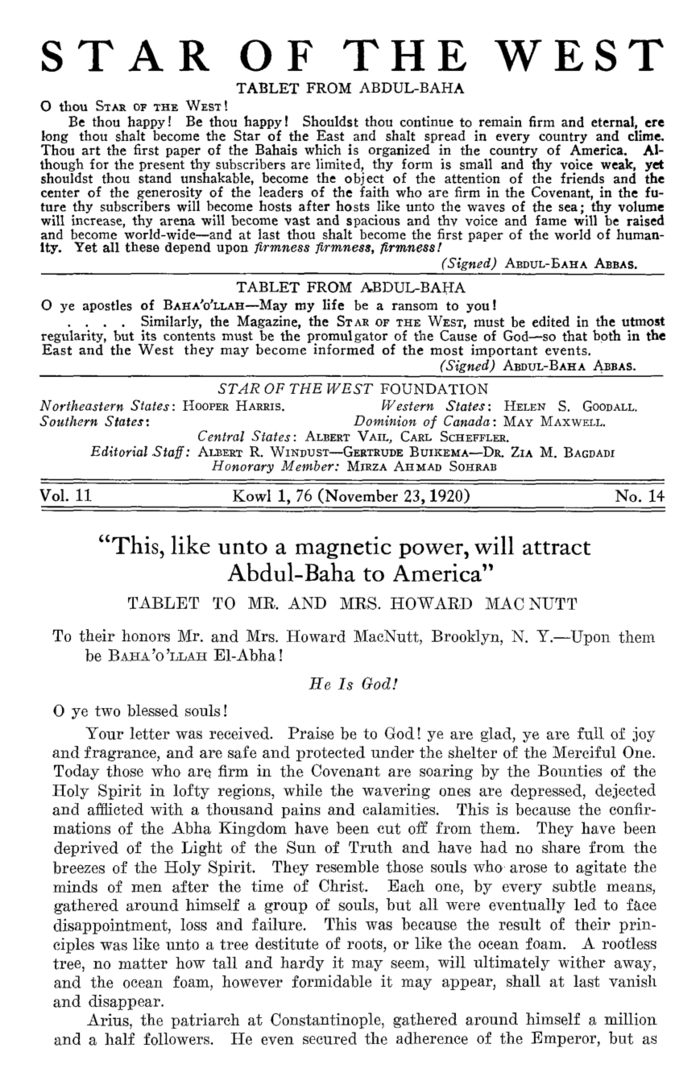 STAR OF THE WEST
TABLET FROM ABDUL-BAHA
O thou STAR OF THE WEST!
Be thou happy! Be thou happy! Shouldst thou continue to remain firm and eternal, ere
long thou shalt become the Star of the East and shalt spread in every country and clime.
Thou art the first paper of the Bahais which is organized in the country of America. Al-
though for the present thy subscribers are limited, thy form is small and thy voice weak, yet
shouldst thou stand unshakable, become the object of the attention of the friends and the
center of the generosity of the leaders of the faith who are firm in the Covenant, in the fu-
ture thy subscribers will become hosts after hosts like unto the waves of the sea; thy volume
will increase, thy arena will become vast and spacious and thy voice and fame will be raised
and become world-wide—and at last thou shalt become the first paper of the world of human-
ity. Yet all these depend upon firmness firmness, firmness!
(Signed) ABDUL-BAHA ABBAS.
TABLET FROM ABDUL-BAHA
O ye apostles of BAHA'O'LLAH—May my life be a ransom to you!
. . . . Similarly, the Magazine, the STAR OF THE WEST, must be edited in the utmost
regularity, but its contents must be the promulgator of the Cause of God—so that both in the
East and the West they may become informed of the most important events.
(Signed) ABDUL-BAHA ABBAS.
STAR OF THE WEST FOUNDATION
Northeastern States: HOOPER HARRIS. Western States: HELEN S. GOODALL.
Southern States: Dominion of Canada: MAY MAXWELL.
Central States: ALBERT VAIL, CARL SCHEFFLER.
Editorial Staff: ALBERT R. WINDUST—GERTRUDE BUIKEMA—DR. ZIA M. BAGDADI
Honorary Member: MIRZA AHMAD SOHRAB
Vol. 11 Kowl 1, 76 (November 23, 1920) No. 14
"This, like unto a magnetic power, will attract
Abdul-Baha to America"
TABLET TO MR. AND MRS. HOWARD MAC NUTT
To their honors Mr. and Mrs. Howard MacNutt, Brooklyn, N. Y.—Upon them
be BAHA'O'LLAH El-Abha!
He Is God!
O ye two blessed souls!
Your letter was received. Praise be to God! ye are glad, ye are full of joy
and fragrance, and are safe and protected under the shelter of the Merciful One.
Today those who are firm in the Covenant are soaring by the Bounties of the
Holy Spirit in lofty regions, while the wavering ones are depressed, dejected
and afflicted with a thousand pains and calamities. This is because the confir-
mations of the Abha Kingdom have been cut off from them. They have been
deprived of the Light of the Sun of Truth and have had no share from the
breezes of the Holy Spirit. They resemble those souls who arose to agitate the
minds of men after the time of Christ. Each one, by every subtle means,
gathered around himself a group of souls, but all were eventually led to face
disappointment, loss and failure. This was because the result of their prin-
ciples was like unto a tree destitute of roots, or like the ocean foam. A rootless
tree, no matter how tall and hardy it may seem, will ultimately wither away,
and the ocean foam, however formidable it may appear, shall at last vanish
and disappear.
Arius, the patriarch at Constantinople, gathered around himself a million
and a half followers. He even secured the adherence of the Emperor, but as